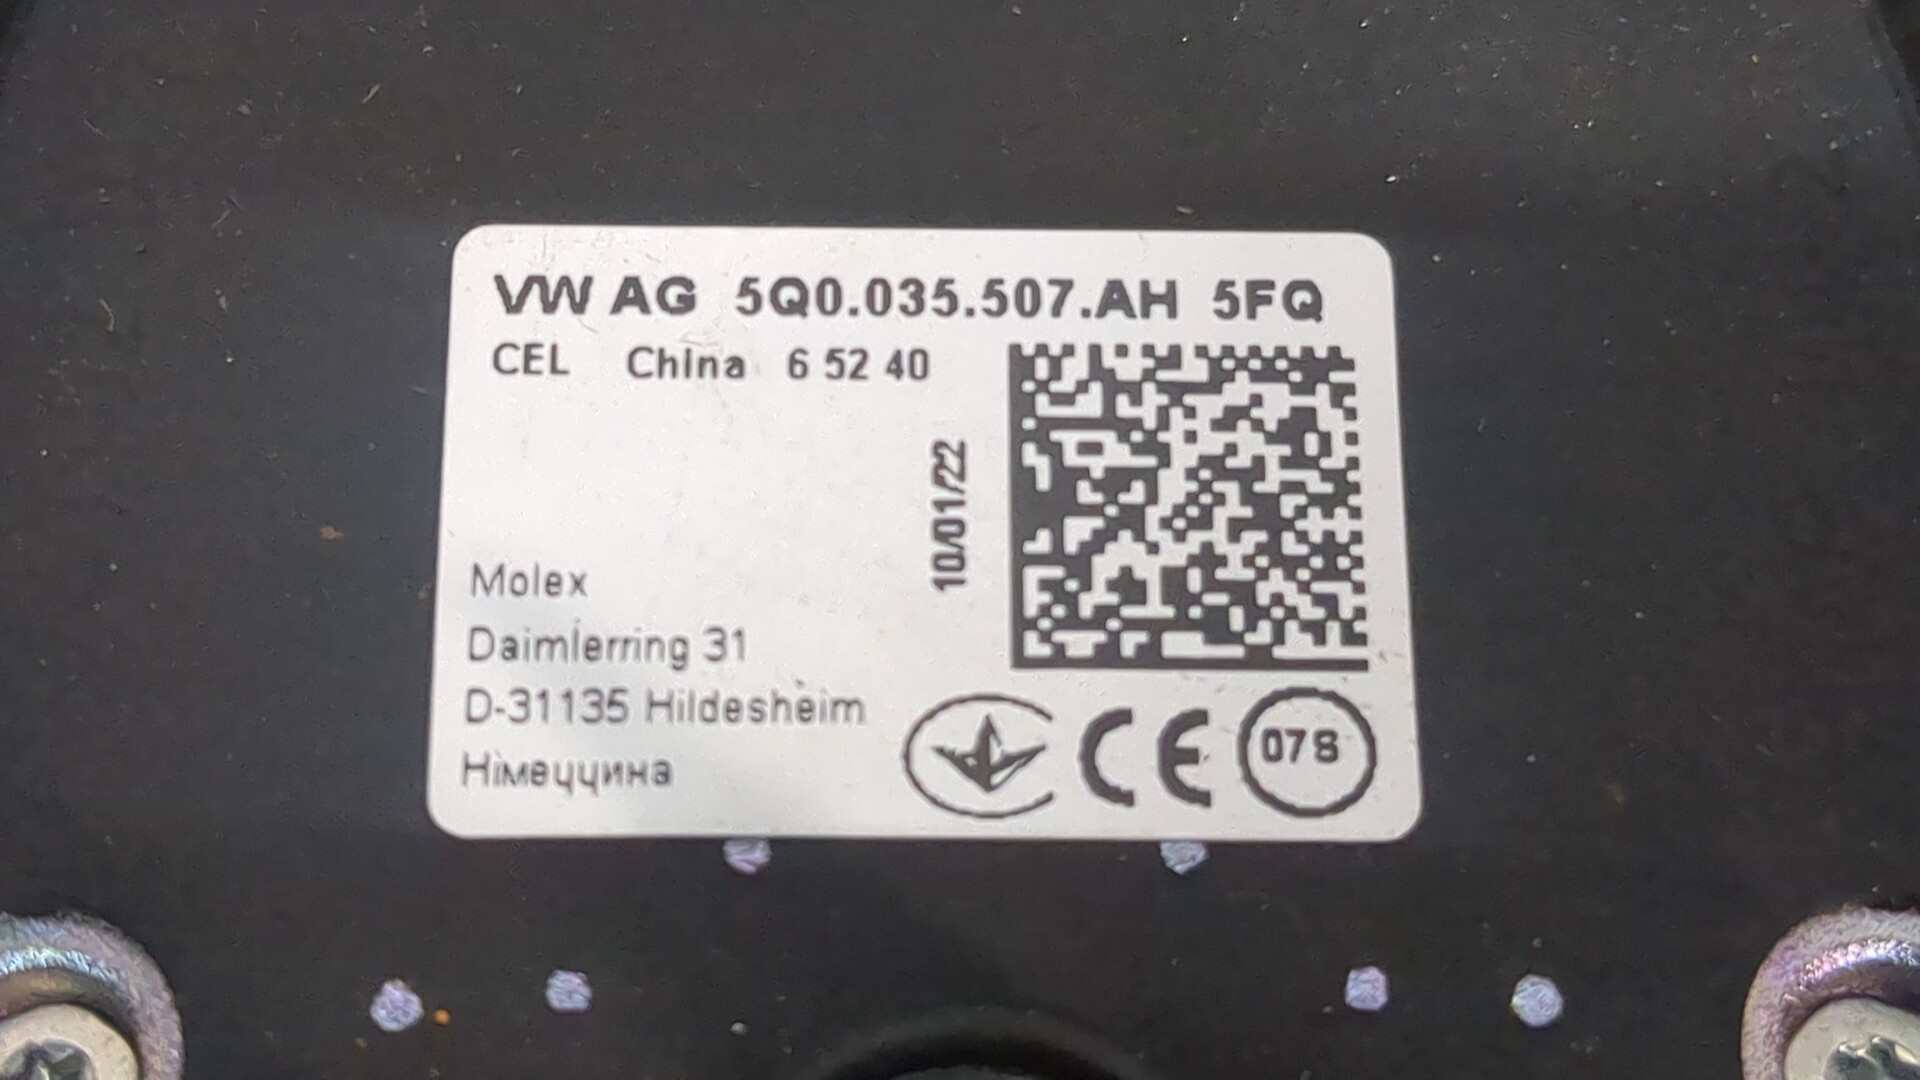 VW AG 5Q0.035.507.AH 5FQ
CEL China 6 52 40
10/01/22
Molex
Daimlerring 31
D-31135 Hildesheim
Німеччина
CE 078